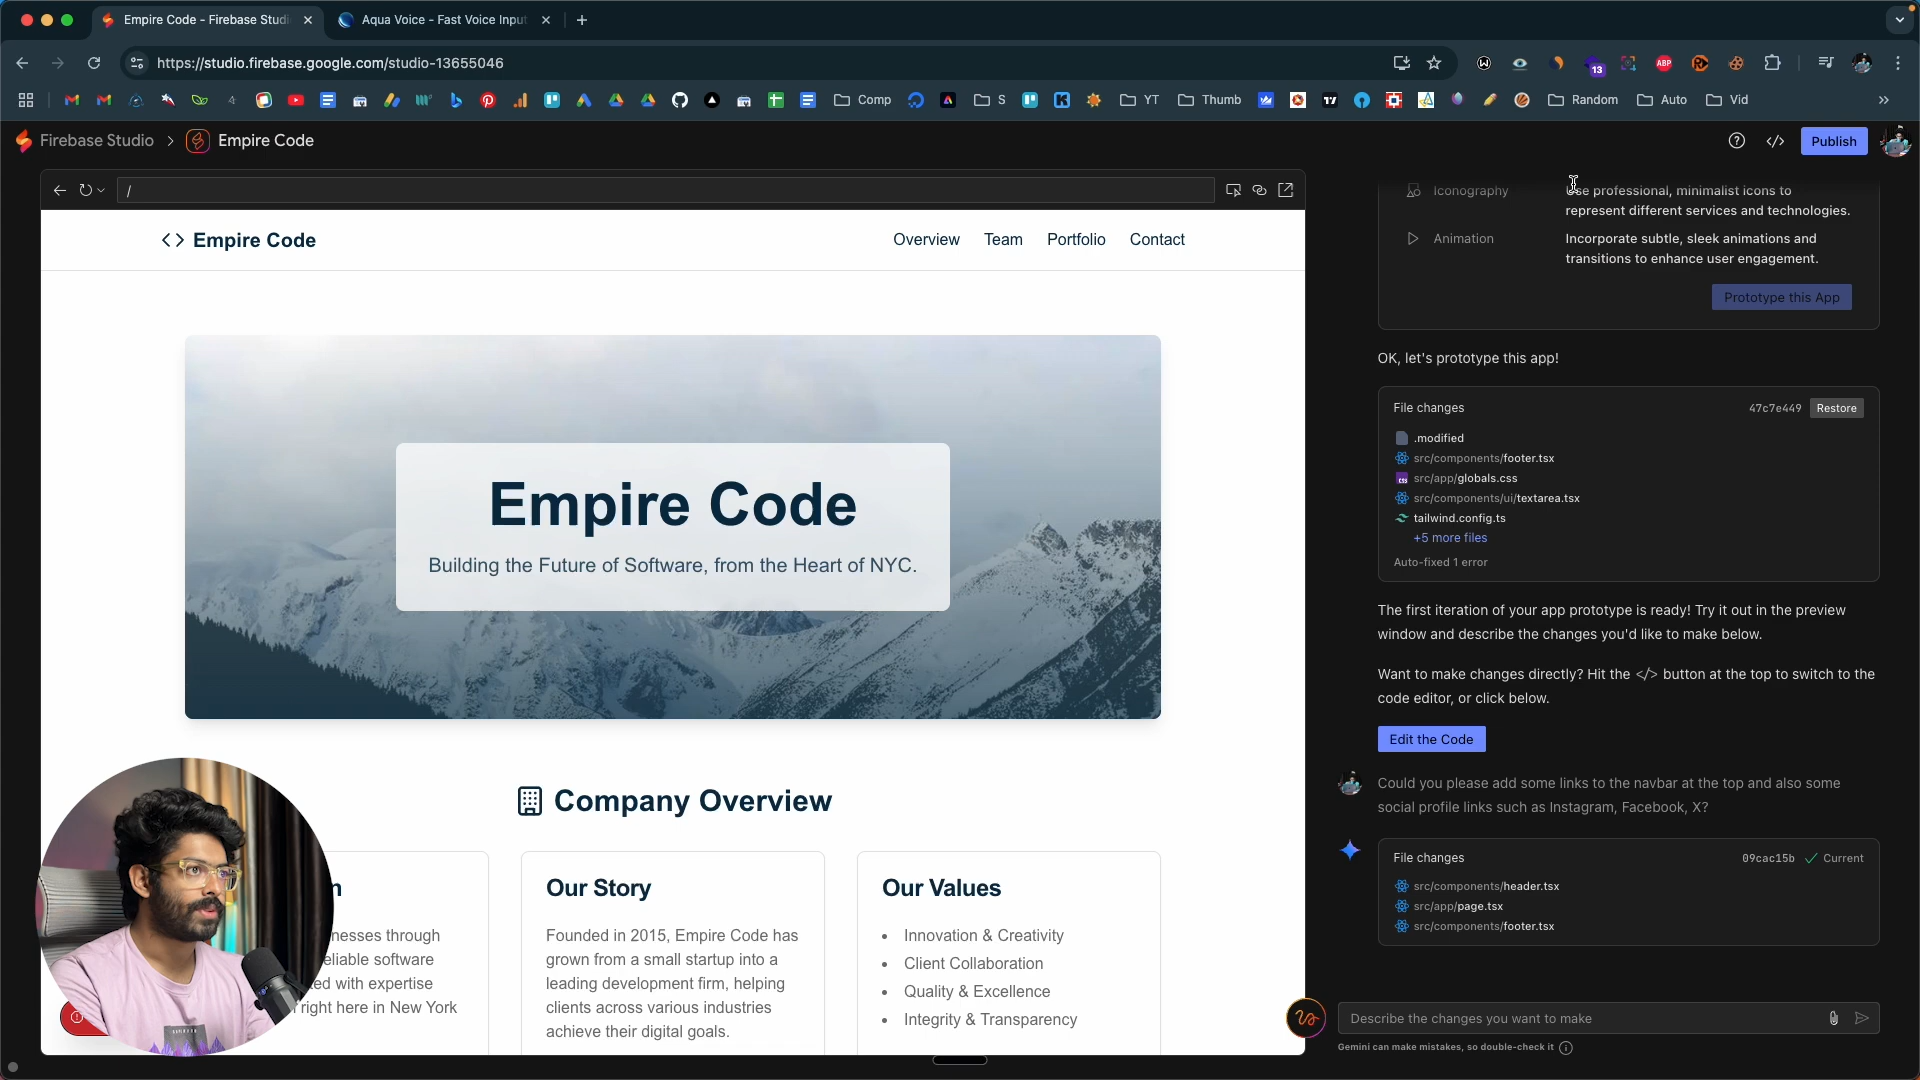 Empire Code - Firebase Studi
Aqua Voice - Fast Voice Input
https://studio.firebase.google.com/studio-13655046
13
ABP
Comp
S
YT
Thumb
Random
Auto
Vid
Firebase Studio
Empire Code
Publish
/
Empire Code
Overview
Team
Portfolio
Contact
Empire Code
Building the Future of Software, from the Heart of NYC.
Company Overview
nesses through
eliable software
ed with expertise
right here in New York
Our Story
Founded in 2015, Empire Code has
grown from a small startup into a
leading development firm, helping
clients across various industries
achieve their digital goals.
Our Values
Innovation & Creativity
Client Collaboration
Quality & Excellence
Integrity & Transparency
Iconography
Use professional, minimalist icons to
represent different services and technologies.
Animation
Incorporate subtle, sleek animations and
transitions to enhance user engagement.
Prototype this App
OK, let's prototype this app!
File changes
47c7e449
Restore
.modified
src/components/footer.tsx
src/app/globals.css
src/components/ui/textarea.tsx
tailwind.config.ts
+5 more files
Auto-fixed 1 error
The first iteration of your app prototype is ready! Try it out in the preview
window and describe the changes you'd like to make below.
Want to make changes directly? Hit the </> button at the top to switch to the
code editor, or click below.
Edit the Code
Could you please add some links to the navbar at the top and also some
social profile links such as Instagram, Facebook, X?
File changes
09cac15b
Current
src/components/header.tsx
src/app/page.tsx
src/components/footer.tsx
Describe the changes you want to make
Gemini can make mistakes, so double-check it